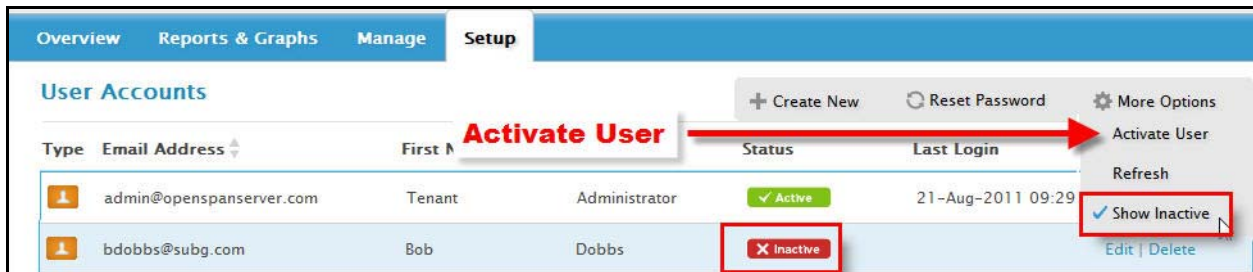 Overview Reports & Graphs Manage Setup
User Accounts
Create New Reset Password More Options
Activate User
Activate User
Refresh
Show Inactive
Type Email Address First N Status Last Login
admin@openspanserver.com Tenant Administrator Active 21-Aug-2011 09:29
bdobbs@subg.com Bob Dobbs Inactive Edit | Delete